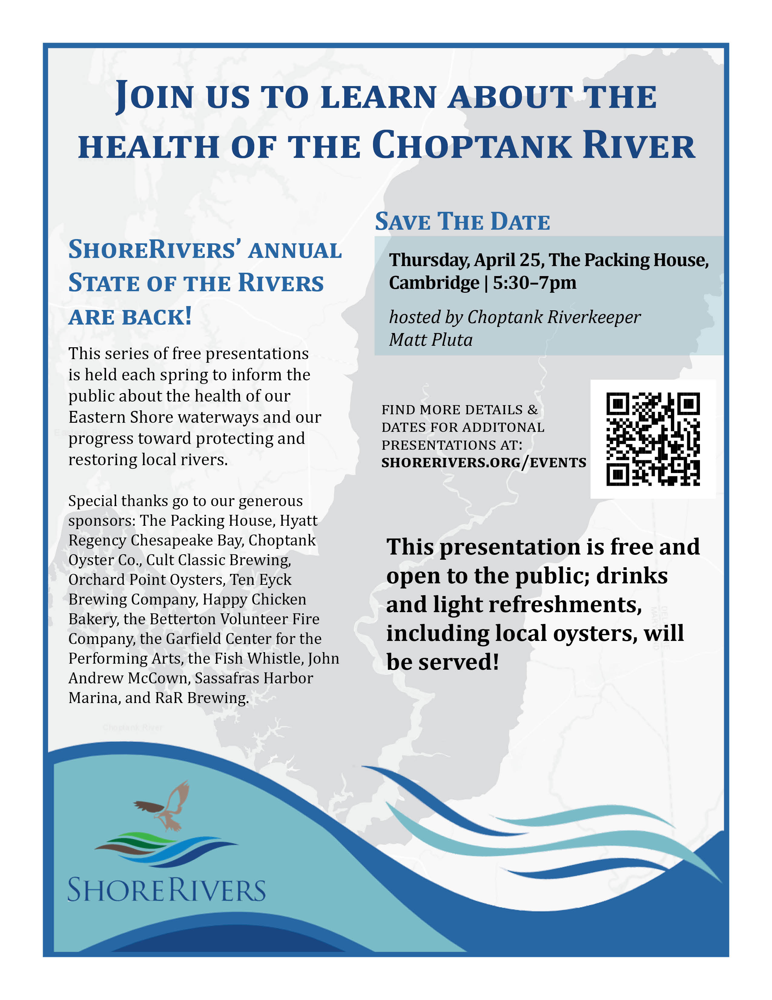 Join us to learn about the
health of the Choptank River
ShoreRivers’ annual
State of the Rivers
are back!
This series of free presentations
is held each spring to inform the
public about the health of our
Eastern Shore waterways and our
progress toward protecting and
restoring local rivers.
Special thanks go to our generous
sponsors: The Packing House, Hyatt
Regency Chesapeake Bay, Choptank
Oyster Co., Cult Classic Brewing,
Orchard Point Oysters, Ten Eyck
Brewing Company, Happy Chicken
Bakery, the Betterton Volunteer Fire
Company, the Garfield Center for the
Performing Arts, the Fish Whistle, John
Andrew McCown, Sassafras Harbor
Marina, and RaR Brewing.
Save The Date
Thursday, April 25, The Packing House,
Cambridge | 5:30–7pm
hosted by Choptank Riverkeeper
Matt Pluta
FIND MORE DETAILS &
DATES FOR ADDITONAL
PRESENTATIONS AT:
SHORERIVERS.ORG/EVENTS
This presentation is free and
open to the public; drinks
and light refreshments,
including local oysters, will
be served!
Eastern Bay
Choptank River
DELAWARE
MARYLAND
ShoreRivers